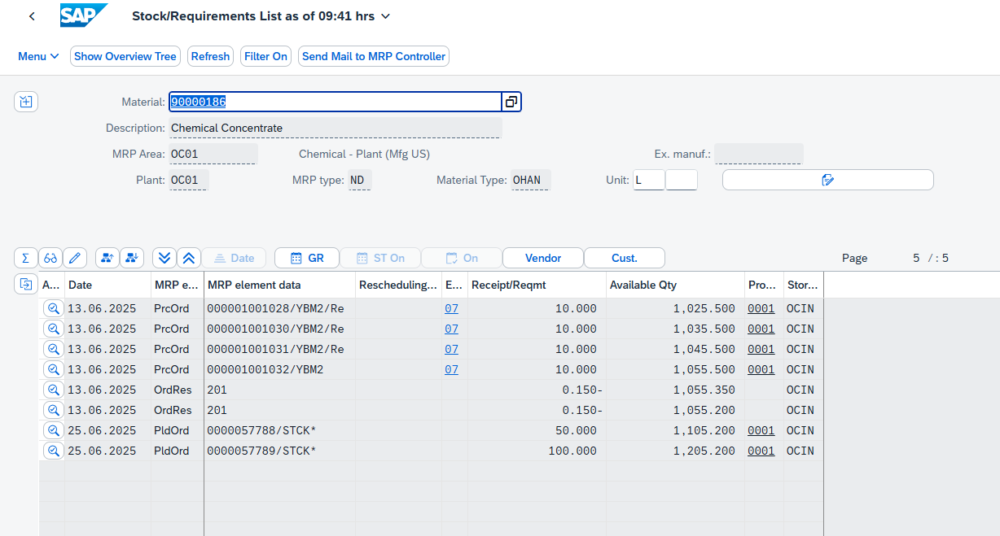 SAP Stock/Requirements List as of 09:41 hrs
Menu Show Overview Tree Refresh Filter On Send Mail to MRP Controller
Material: 90000186
Description: Chemical Concentrate
MRP Area: OC01 Chemical - Plant (Mfg US) Ex. manuf.:
Plant: OC01 MRP type: ND Material Type: OHAN Unit: L
Σ Date GR ST On On Vendor Cust. Page 5 /: 5
A... Date MRP e... MRP element data Rescheduling... E... Receipt/Reqmt Available Qty Pro... Stor...
13.06.2025 PrcOrd 000001001028/YBM2/Re 07 10.000 1,025.500 0001 OCIN
13.06.2025 PrcOrd 000001001030/YBM2/Re 07 10.000 1,035.500 0001 OCIN
13.06.2025 PrcOrd 000001001031/YBM2/Re 07 10.000 1,045.500 0001 OCIN
13.06.2025 PrcOrd 000001001032/YBM2 07 10.000 1,055.500 0001 OCIN
13.06.2025 OrdRes 201 0.150- 1,055.350 OCIN
13.06.2025 OrdRes 201 0.150- 1,055.200 OCIN
25.06.2025 PldOrd 0000057788/STCK* 50.000 1,105.200 0001 OCIN
25.06.2025 PldOrd 0000057789/STCK* 100.000 1,205.200 0001 OCIN